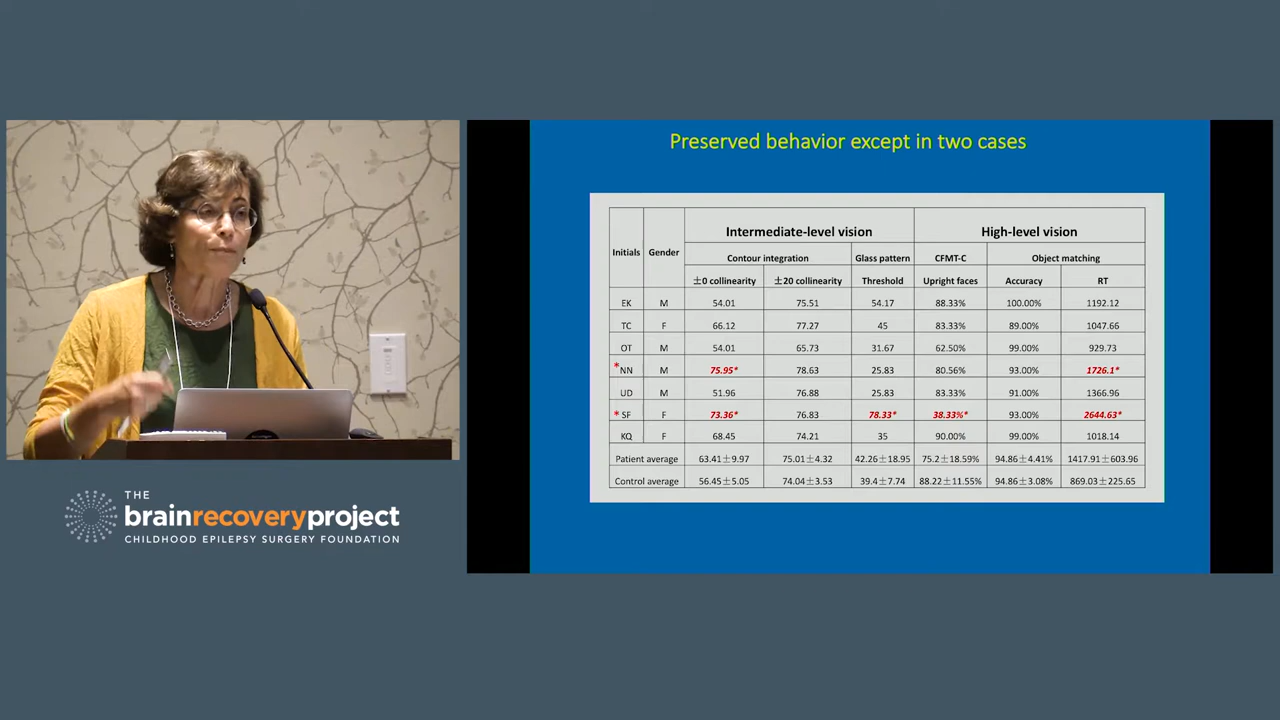 Preserved behavior except in two cases
Intermediate-level vision High-level vision
Initials Gender Contour integration Glass pattern CFMT-C Object matching
±0 collinearity ±20 collinearity Threshold Upright faces Accuracy RT
EK M 54.01 75.51 54.17 88.33% 100.00% 1192.12
TC F 66.12 77.27 45 83.33% 89.00% 1047.66
OT M 54.01 65.73 31.67 62.50% 99.00% 929.73
*NN M 75.95* 78.63 25.83 80.56% 93.00% 1726.1*
UD M 51.96 76.88 25.83 83.33% 91.00% 1366.96
* SF F 73.36* 76.83 78.33* 38.33%* 93.00% 2644.63*
KQ F 68.45 74.21 35 90.00% 99.00% 1018.14
Patient average 63.41±9.97 75.01±4.32 42.26±18.95 75.2±18.59% 94.86±4.41% 1417.91±603.96
Control average 56.45±5.05 74.04±3.53 39.4±7.74 88.22±11.55% 94.86±3.08% 869.03±225.65
THE
brainrecoveryproject
CHILDHOOD EPILEPSY SURGERY FOUNDATION